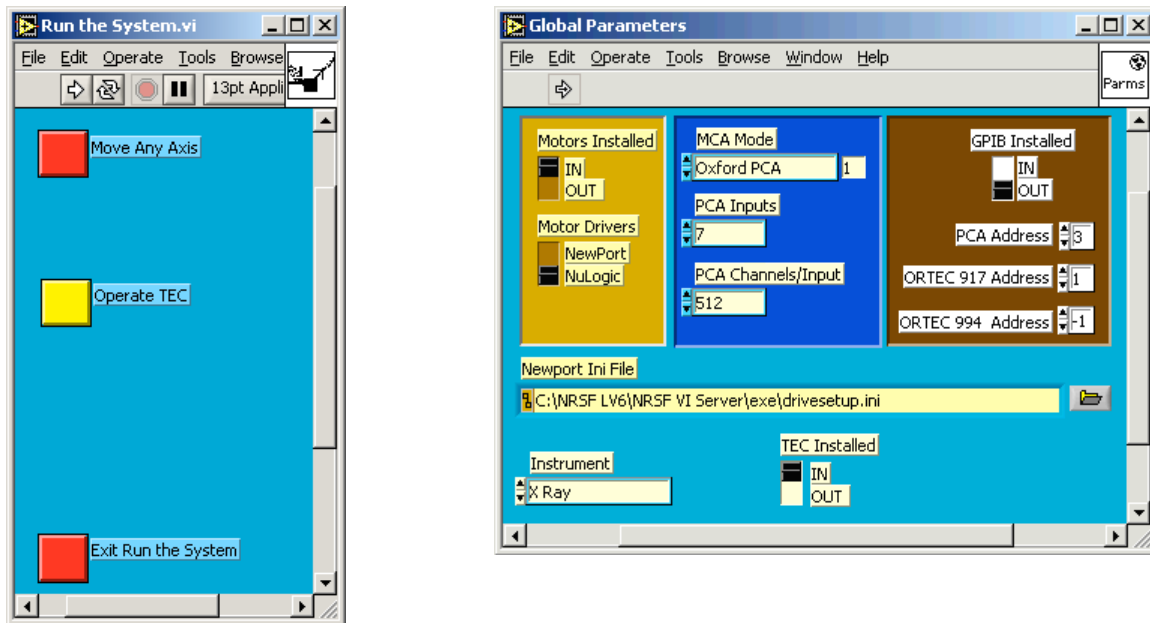 Run the System.vi
File Edit Operate Tools Browse
13pt Appli
Move Any Axis
Operate TEC
Exit Run the System
Global Parameters
File Edit Operate Tools Browse Window Help
Parms
Motors Installed
IN
OUT
Motor Drivers
NewPort
NuLogic
MCA Mode
Oxford PCA 1
PCA Inputs
7
PCA Channels/Input
512
GPIB Installed
IN
OUT
PCA Address 3
ORTEC 917 Address 1
ORTEC 994 Address -1
Newport Ini File
C:\NRSF LV6\NRSF VI Server\exe\drivesetup.ini
Instrument
X Ray
TEC Installed
IN
OUT